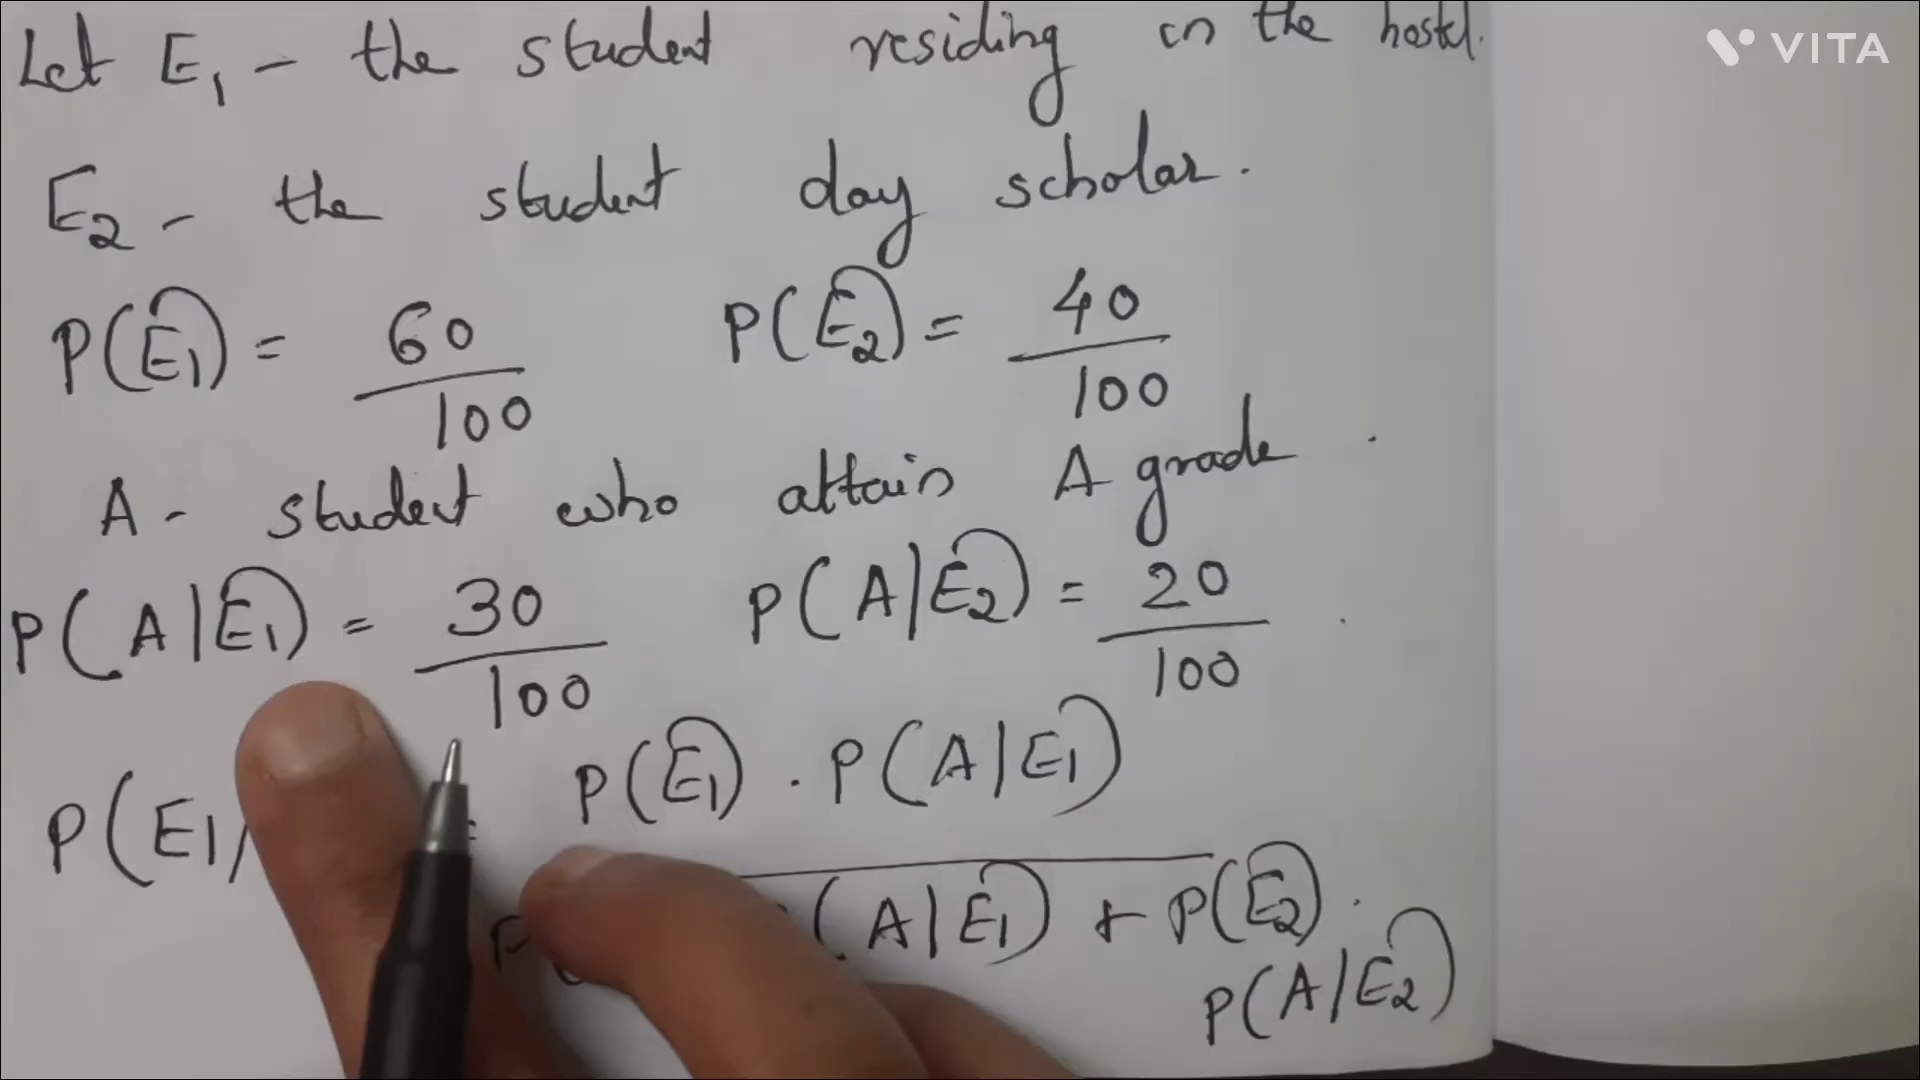 Let E1 - the student residing in the hostel.
VITA
E2 - the student day scholar.
P(E1) = 60/100 P(E2) = 40/100
A - student who attain A grade.
P(A|E1) = 30/100 P(A|E2) = 20/100.
P(E1/ = P(E1) . P(A|E1)
(A|E1) + P(E2).
P(A|E2)